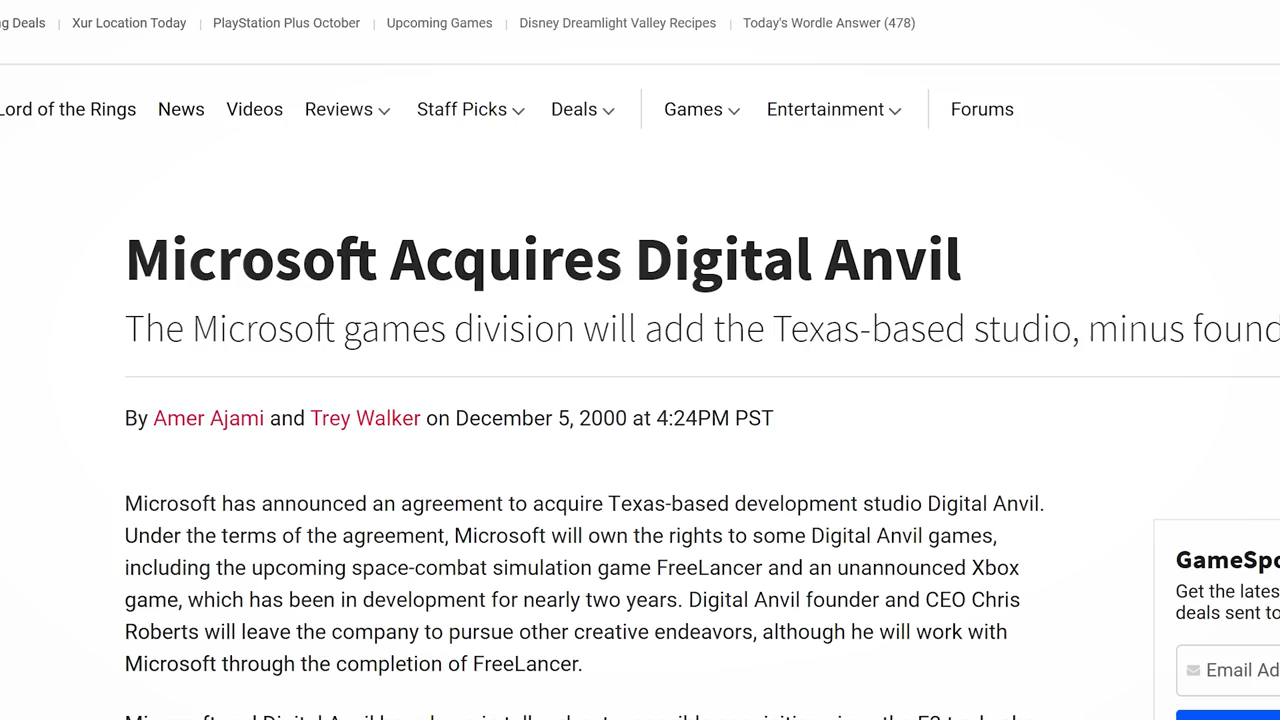 g Deals | Xur Location Today | PlayStation Plus October | Upcoming Games | Disney Dreamlight Valley Recipes | Today's Wordle Answer (478)
Lord of the Rings News Videos Reviews Staff Picks Deals Games Entertainment Forums
Microsoft Acquires Digital Anvil
The Microsoft games division will add the Texas-based studio, minus found
By Amer Ajami and Trey Walker on December 5, 2000 at 4:24PM PST
Microsoft has announced an agreement to acquire Texas-based development studio Digital Anvil.
Under the terms of the agreement, Microsoft will own the rights to some Digital Anvil games,
including the upcoming space-combat simulation game FreeLancer and an unannounced Xbox
game, which has been in development for nearly two years. Digital Anvil founder and CEO Chris
Roberts will leave the company to pursue other creative endeavors, although he will work with
Microsoft through the completion of FreeLancer.
GameSpo
Get the lates
deals sent to
Email Ad